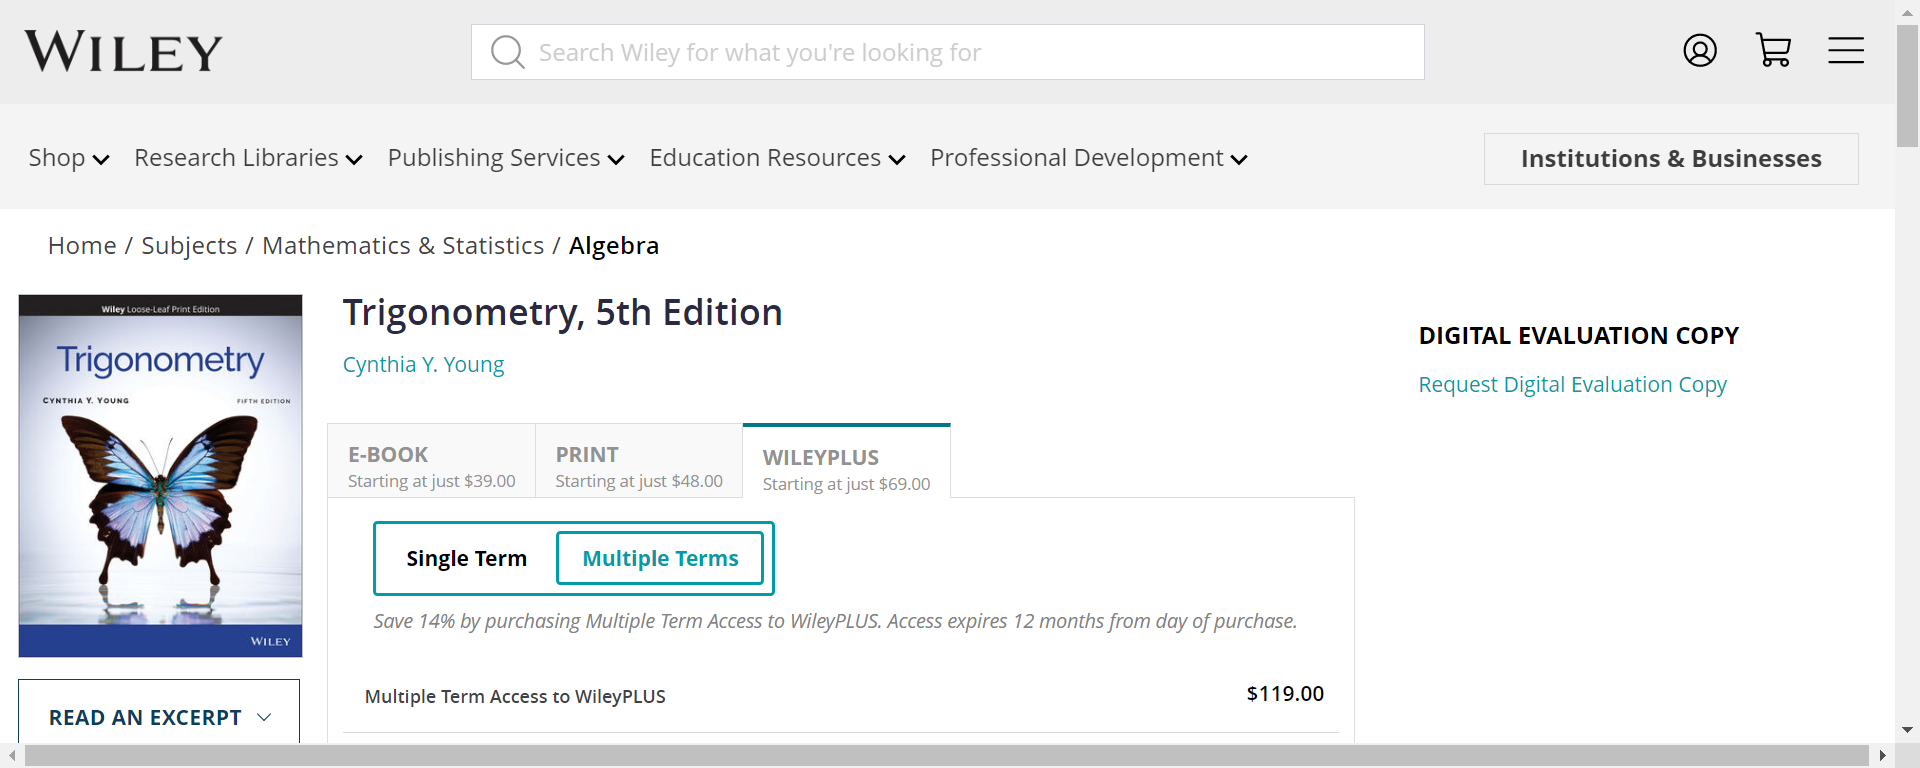 WILEY
Search Wiley for what you're looking for
Shop
Research Libraries
Publishing Services
Education Resources
Professional Development
Institutions & Businesses
Home / Subjects / Mathematics & Statistics / Algebra
Wiley Loose-Leaf Print Edition
Trigonometry
CYNTHIA Y. YOUNG
FIFTH EDITION
WILEY
READ AN EXCERPT
Trigonometry, 5th Edition
Cynthia Y. Young
E-BOOK
Starting at just $39.00
PRINT
Starting at just $48.00
WILEYPLUS
Starting at just $69.00
Single Term
Multiple Terms
Save 14% by purchasing Multiple Term Access to WileyPLUS. Access expires 12 months from day of purchase.
Multiple Term Access to WileyPLUS
$119.00
DIGITAL EVALUATION COPY
Request Digital Evaluation Copy